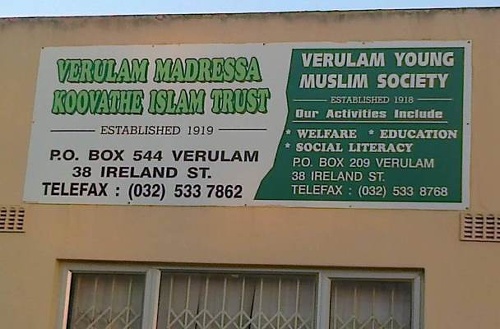 VERULAM MADRESSA
KOOVATHE ISLAM TRUST
ESTABLISHED 1919
P.O. BOX 544 VERULAM
38 IRELAND ST.
TELEFAX : (032) 533 7862
VERULAM YOUNG
MUSLIM SOCIETY
ESTABLISHED 1918
Our Activities Include
* WELFARE * EDUCATION
* SOCIAL LITERACY
P.O. BOX 209 VERULAM
38 IRELAND ST.
TELEFAX : (032) 533 8768